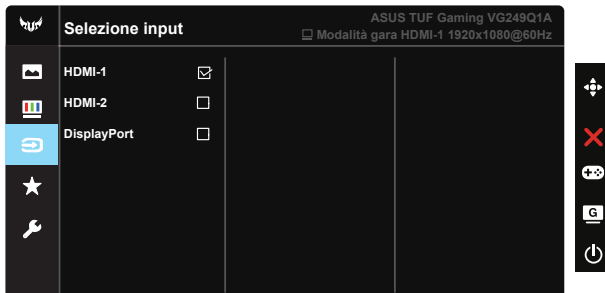 Selezione input
ASUS TUF Gaming VG249Q1A
Modalità gara HDMI-1 1920x1080@60Hz
HDMI-1
HDMI-2
DisplayPort
G